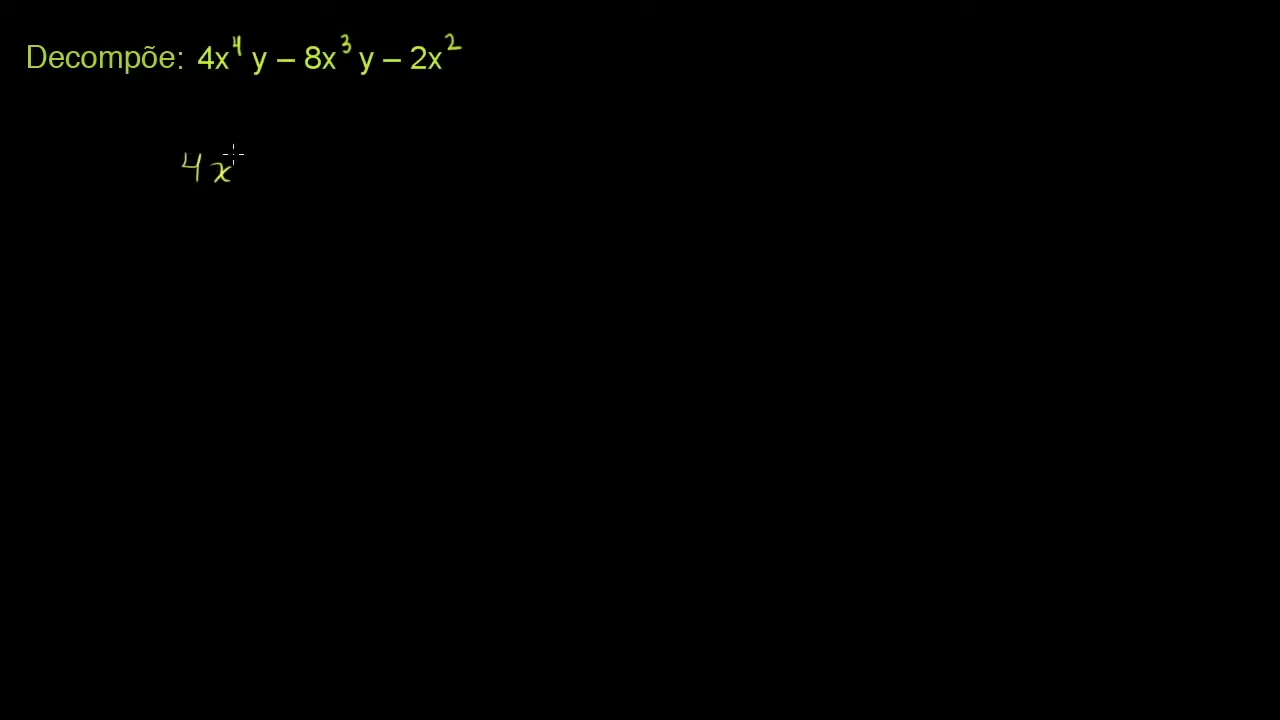 Decompõe: 4x⁴y – 8x³y – 2x²
4x